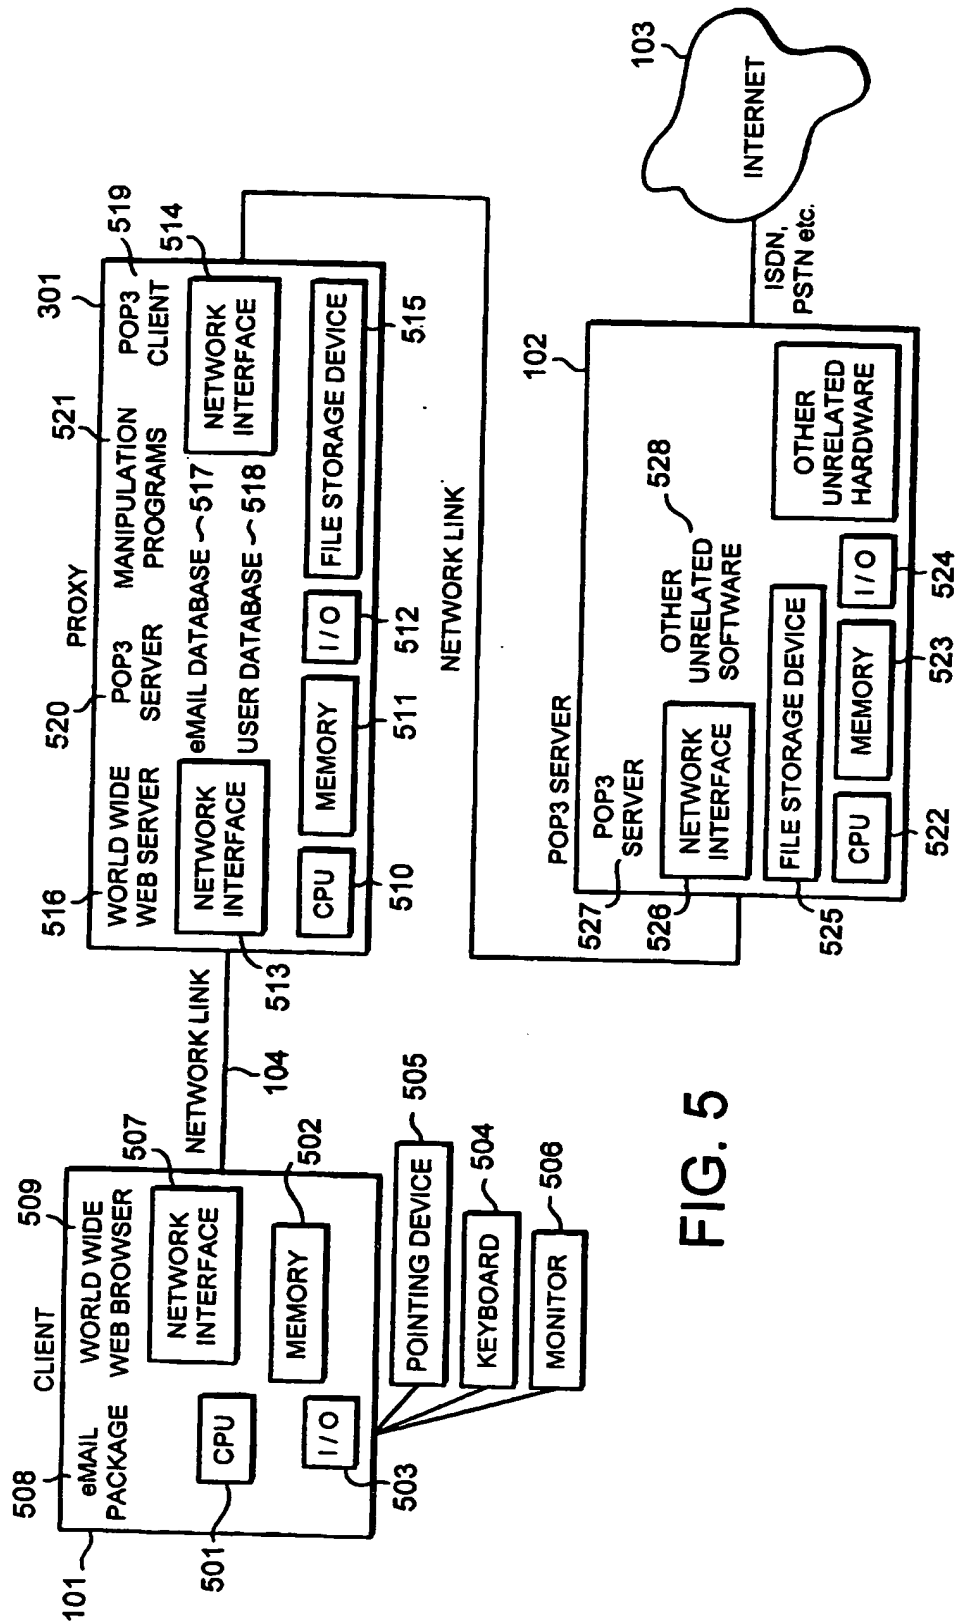 CLIENT
508
509
eMAIL
PACKAGE
WORLD WIDE
WEB BROWSER
101
CPU
501
NETWORK
INTERFACE
507
I / O
503
MEMORY
502
POINTING DEVICE
505
KEYBOARD
504
MONITOR
506
NETWORK LINK
104
PROXY
301
516
520
521
519
WORLD WIDE
WEB SERVER
POP3
SERVER
MANIPULATION
PROGRAMS
POP3
CLIENT
NETWORK
INTERFACE
513
eMAIL DATABASE
517
USER DATABASE
518
NETWORK
INTERFACE
514
CPU
510
MEMORY
511
I / O
512
FILE STORAGE DEVICE
515
NETWORK LINK
POP3 SERVER
102
527
POP3
SERVER
526
NETWORK
INTERFACE
OTHER
UNRELATED
SOFTWARE
528
525
FILE STORAGE DEVICE
CPU
522
MEMORY
523
I / O
524
OTHER
UNRELATED
HARDWARE
ISDN,
PSTN etc.
INTERNET
103
FIG. 5